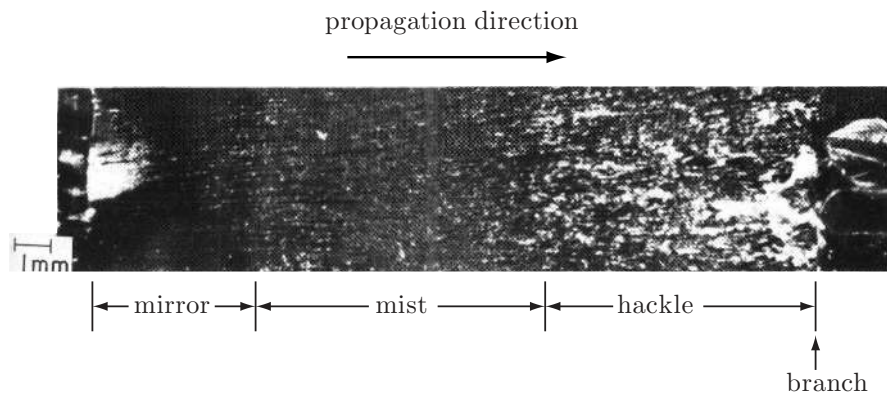 propagation direction
1mm
mirror mist hackle
branch